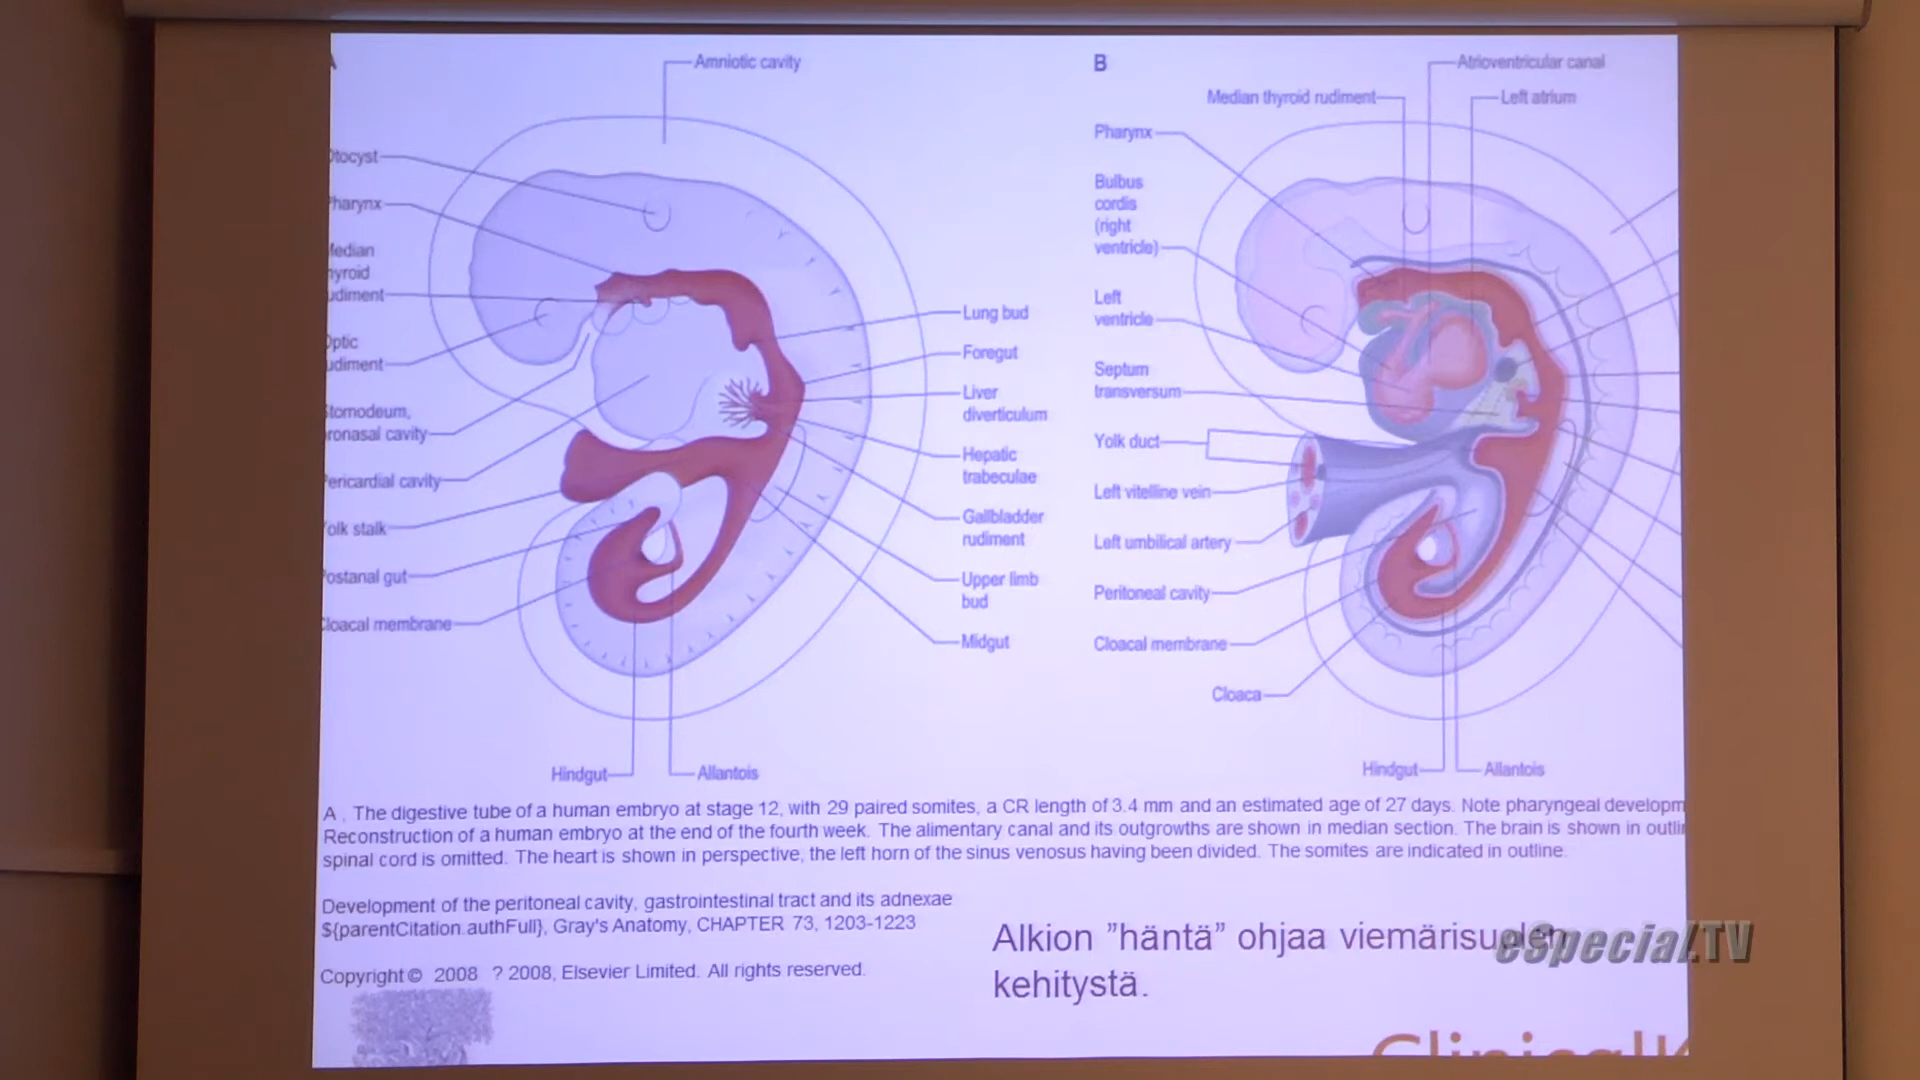 Amniotic cavity
Otocyst
Pharynx
Median
thyroid
rudiment
Optic
rudiment
Stomodeum,
oronasal cavity
Pericardial cavity
Yolk stalk
Postanal gut
Cloacal membrane
Lung bud
Foregut
Liver
diverticulum
Hepatic
trabeculae
Gallbladder
rudiment
Upper limb
bud
Midgut
Hindgut
Allantois
B
Atrioventricular canal
Median thyroid rudiment
Left atrium
Pharynx
Bulbus
cordis
(right
ventricle)
Left
ventricle
Septum
transversum
Yolk duct
Left vitelline vein
Left umbilical artery
Peritoneal cavity
Cloacal membrane
Cloaca
Hindgut
Allantois
A . The digestive tube of a human embryo at stage 12, with 29 paired somites, a CR length of 3.4 mm and an estimated age of 27 days. Note pharyngeal developm
Reconstruction of a human embryo at the end of the fourth week. The alimentary canal and its outgrowths are shown in median section. The brain is shown in outli
spinal cord is omitted. The heart is shown in perspective, the left horn of the sinus venosus having been divided. The somites are indicated in outline.
Development of the peritoneal cavity, gastrointestinal tract and its adnexae
${parentCitation.authFull}, Gray's Anatomy, CHAPTER 73, 1203-1223
Copyright © 2008 ? 2008, Elsevier Limited. All rights reserved.
Alkion ”häntä” ohjaa viemärisuolen
kehitystä.
eSpecial.TV